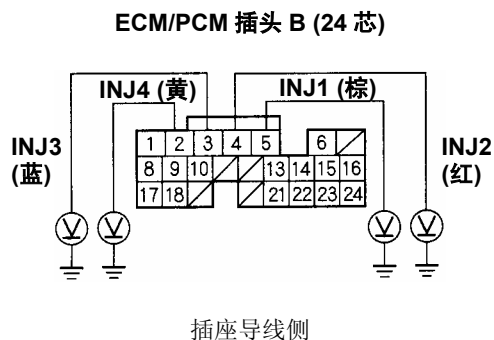 ECM/PCM 插头 B (24 芯)
INJ4 (黄) INJ1 (棕)
INJ3 (蓝) INJ2 (红)
1 2 3 4 5 6
8 9 10 13 14 15 16
17 18 21 22 23 24
V V V V
插座导线侧